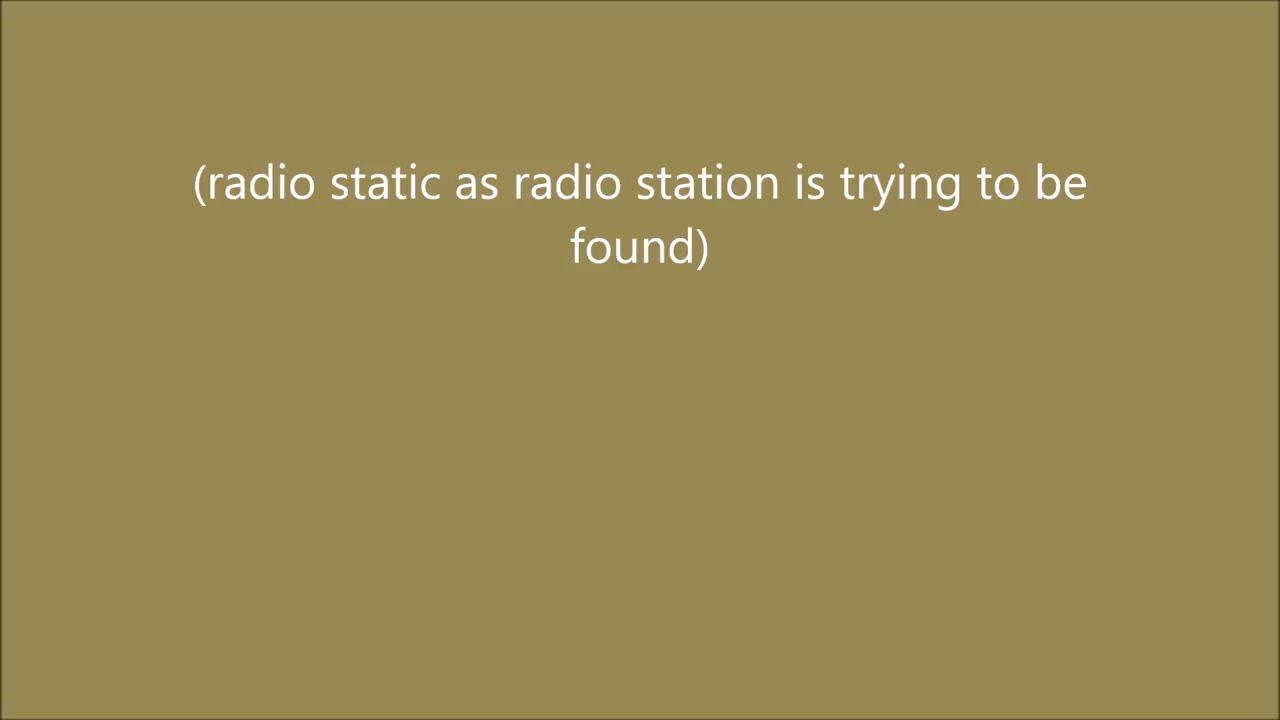 (radio static as radio station is trying to be
found)